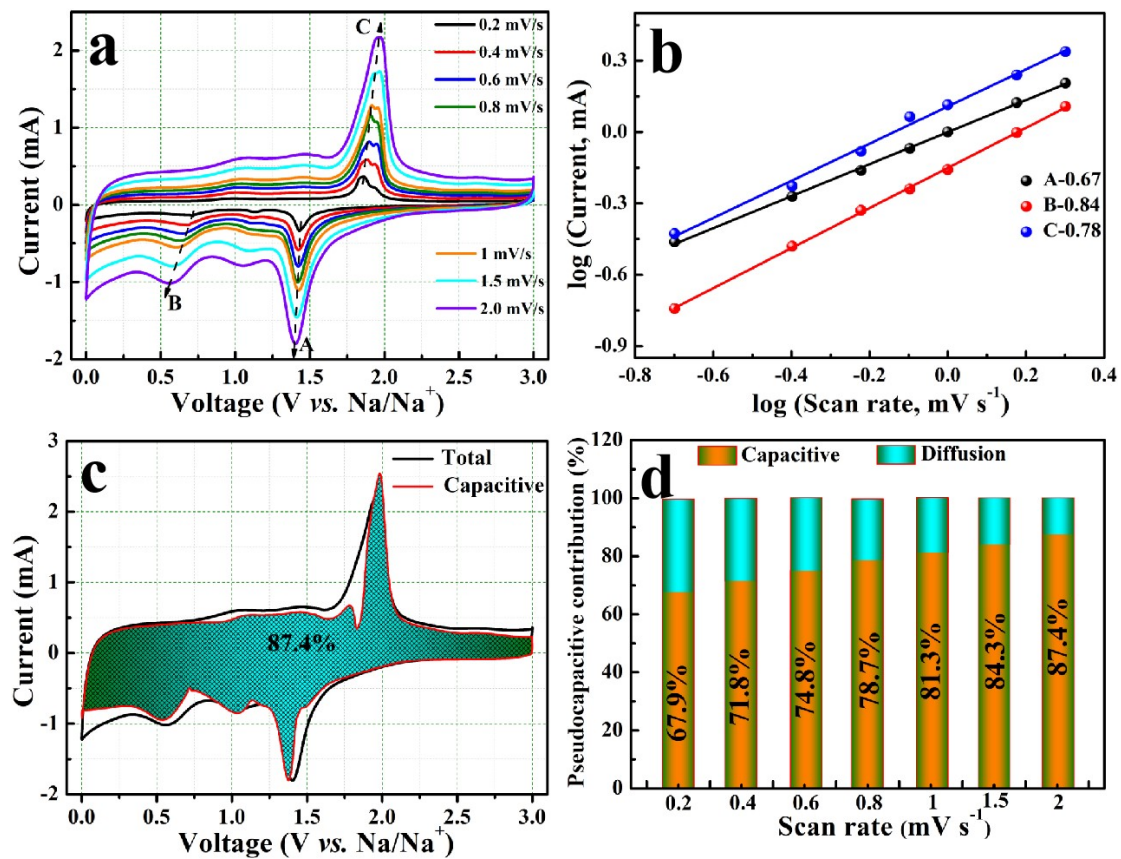 a
C
B
A
0.2 mV/s
0.4 mV/s
0.6 mV/s
0.8 mV/s
1 mV/s
1.5 mV/s
2.0 mV/s
2
1
0
-1
-2
Current (mA)
0.0 0.5 1.0 1.5 2.0 2.5 3.0
Voltage (V vs. Na/Na⁺)
b
0.3
0.0
-0.3
-0.6
-0.9
log (Current, mA)
A-0.67
B-0.84
C-0.78
-0.8 -0.6 -0.4 -0.2 0.0 0.2 0.4
log (Scan rate, mV s⁻¹)
c
Total
Capacitive
87.4%
3
2
1
0
-1
-2
Current (mA)
0.0 0.5 1.0 1.5 2.0 2.5 3.0
Voltage (V vs. Na/Na⁺)
d
Capacitive Diffusion
120
100
80
60
40
20
0
Pseudocapacitive contribution (%)
67.9% 71.8% 74.8% 78.7% 81.3% 84.3% 87.4%
0.2 0.4 0.6 0.8 1 1.5 2
Scan rate (mV s⁻¹)